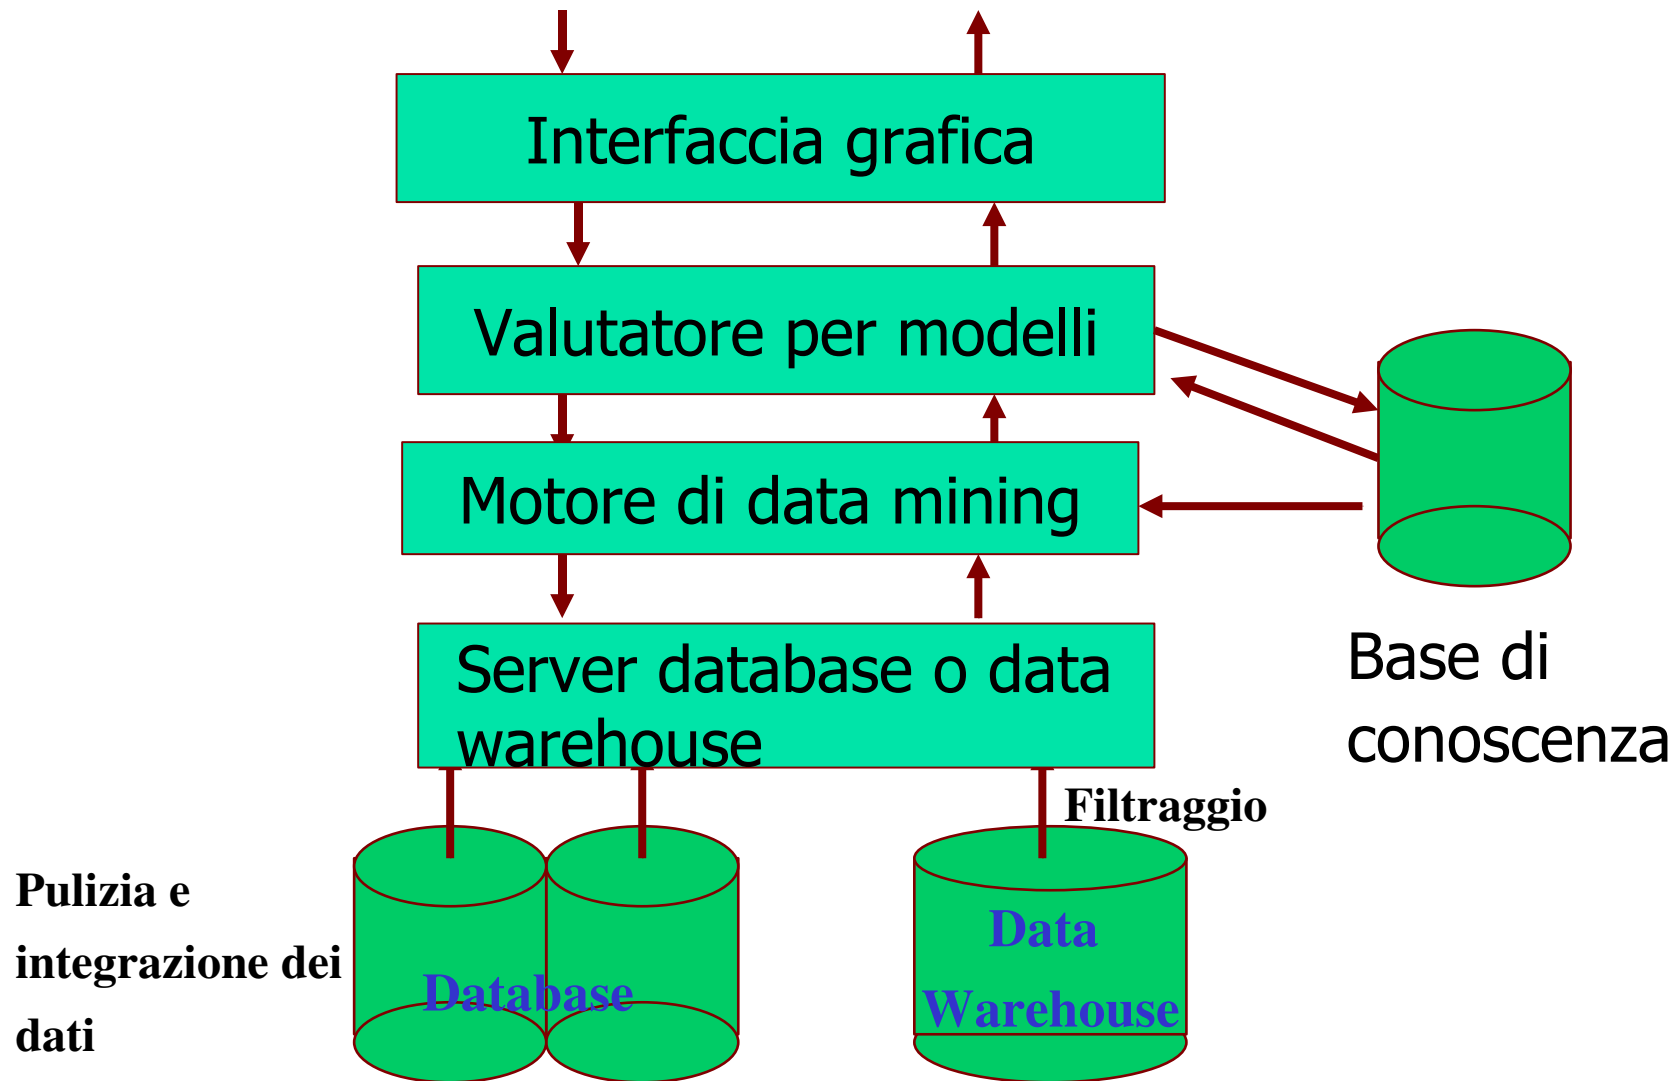 Interfaccia grafica
Valutatore per modelli
Motore di data mining
Server database o data
warehouse
Base di
conoscenza
Filtraggio
Pulizia e
integrazione dei
dati
Database
Data
Warehouse